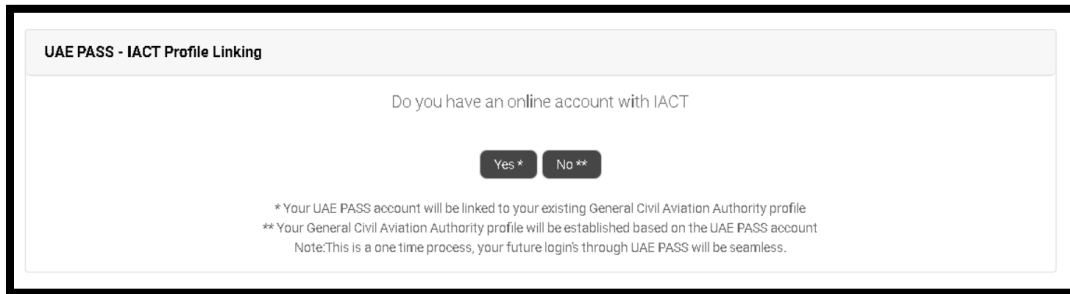 UAE PASS - IACT Profile Linking
Do you have an online account with IACT
Yes * No **
* Your UAE PASS account will be linked to your existing General Civil Aviation Authority profile
** Your General Civil Aviation Authority profile will be established based on the UAE PASS account
Note:This is a one time process, your future login's through UAE PASS will be seamless.